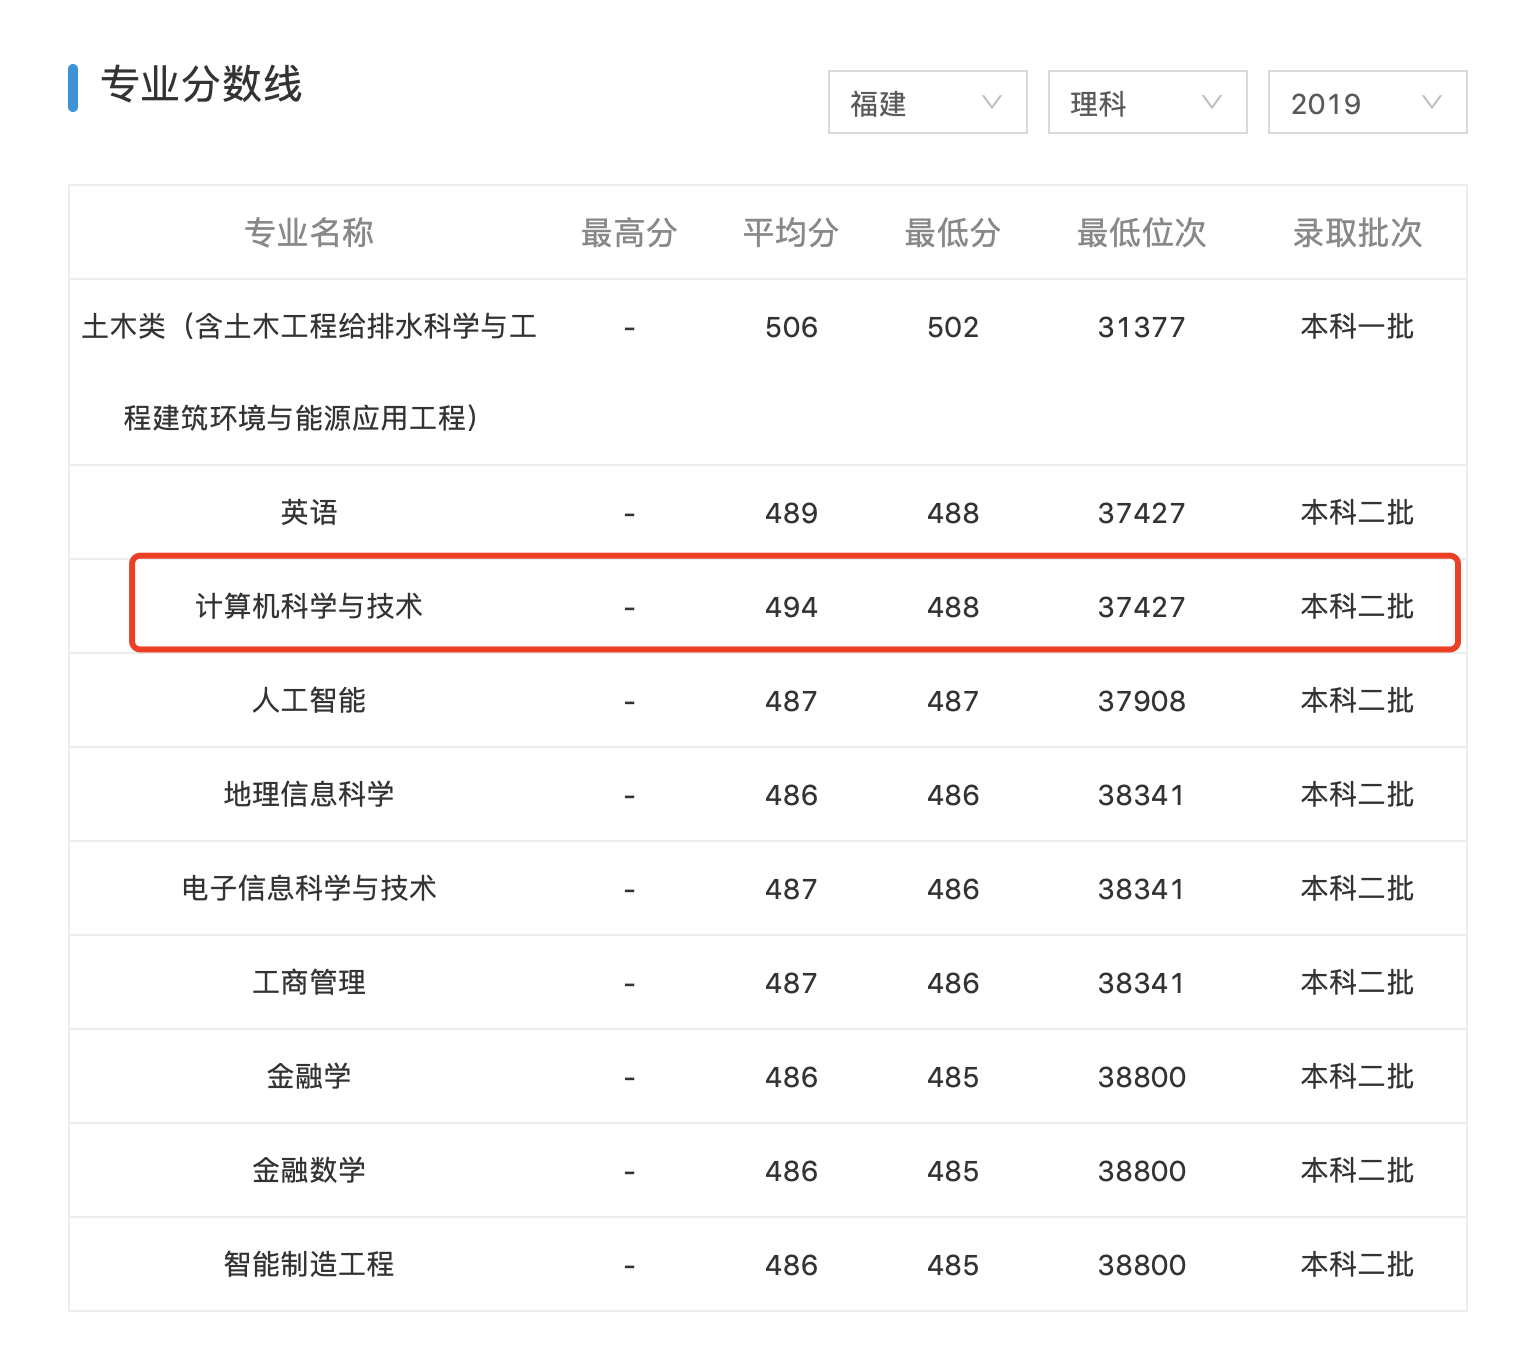 专业分数线
福建 理科 2019
专业名称 最高分 平均分 最低分 最低位次 录取批次
土木类（含土木工程给排水科学与工 - 506 502 31377 本科一批
程建筑环境与能源应用工程）
英语 - 489 488 37427 本科二批
计算机科学与技术 - 494 488 37427 本科二批
人工智能 - 487 487 37908 本科二批
地理信息科学 - 486 486 38341 本科二批
电子信息科学与技术 - 487 486 38341 本科二批
工商管理 - 487 486 38341 本科二批
金融学 - 486 485 38800 本科二批
金融数学 - 486 485 38800 本科二批
智能制造工程 - 486 485 38800 本科二批